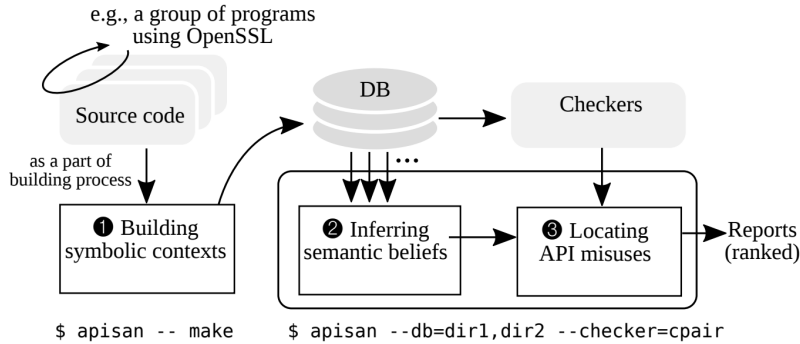 e.g., a group of programs
using OpenSSL
Source code
DB
Checkers
as a part of
building process
...
❶ Building
symbolic contexts
❷ Inferring
semantic beliefs
❸ Locating
API misuses
Reports
(ranked)
$ apisan -- make
$ apisan --db=dir1,dir2 --checker=cpair